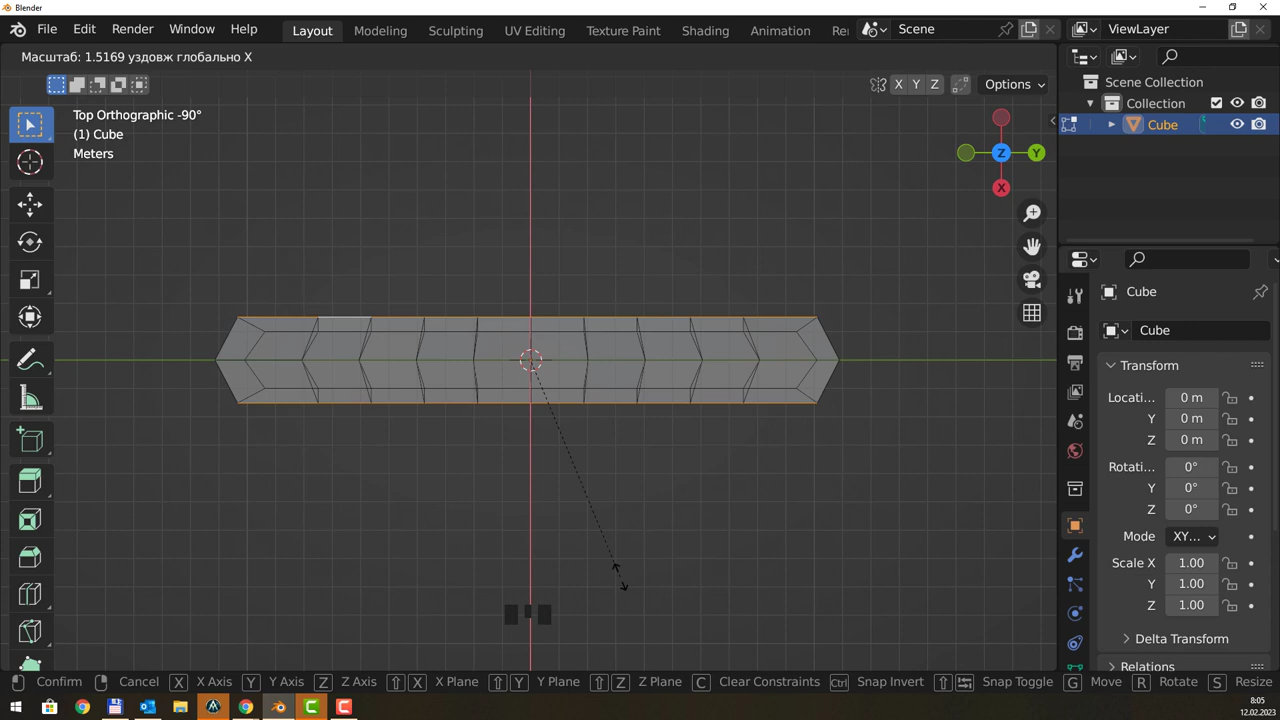 Blender
File Edit Render Window Help Layout Modeling Sculpting UV Editing Texture Paint Shading Animation Re Scene ViewLayer
Масштаб: 1.5169 уздовж глобально X
X Y Z Options
Scene Collection
Collection
Cube
Top Orthographic -90°
(1) Cube
Meters
Z Y
X
Cube
Cube
Transform
Locati... 0 m
Y 0 m
Z 0 m
Rotati... 0°
Y 0°
Z 0°
Mode XY...
Scale X 1.00
Y 1.00
Z 1.00
Delta Transform
Relations
Confirm Cancel X X Axis Y Y Axis Z Z Axis X X Plane Y Y Plane Z Z Plane C Clear Constraints Ctrl Snap Invert Snap Toggle G Move R Rotate S Resize
8:05
12.02.2023